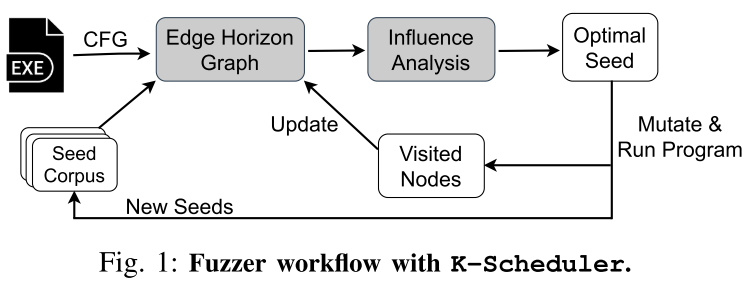 EXE
CFG
Edge Horizon
Graph
Influence
Analysis
Optimal
Seed
Seed
Corpus
Update
Visited
Nodes
Mutate &
Run Program
New Seeds
Fig. 1: Fuzzer workflow with K-Scheduler.